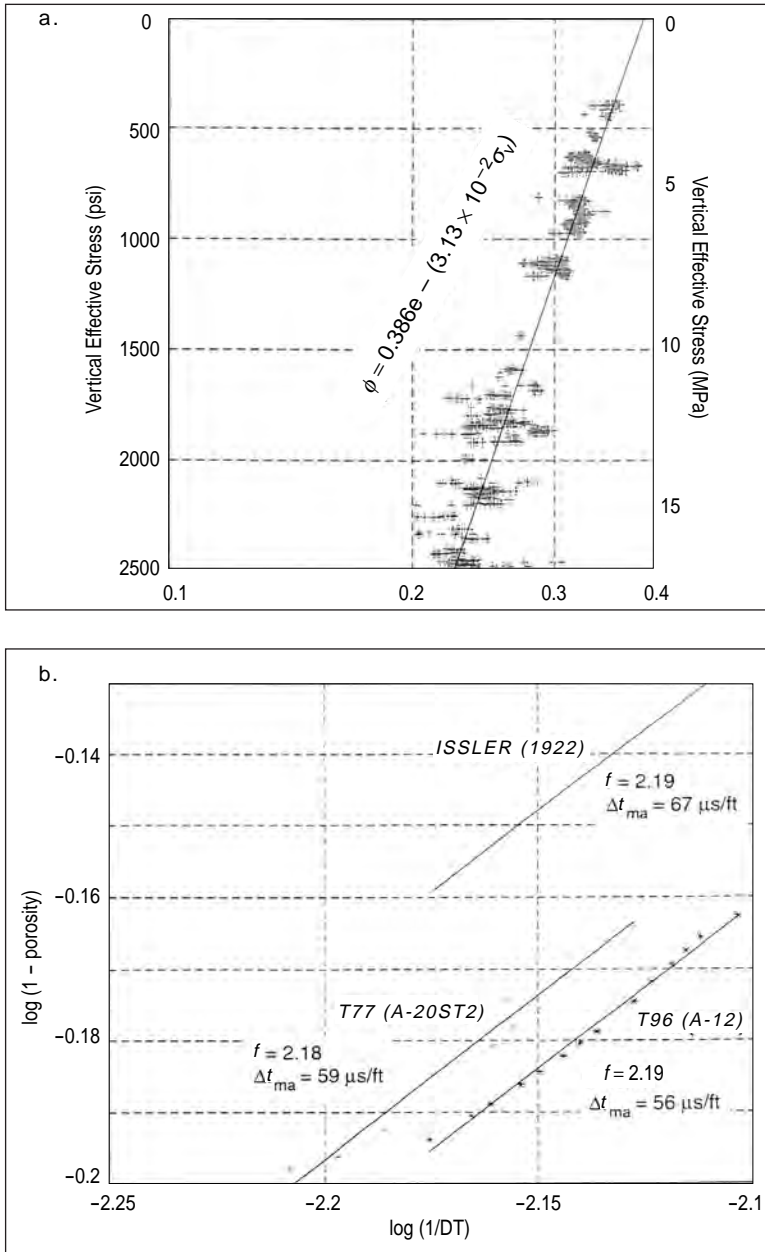 a.
0
500
1000
1500
2000
2500
Vertical Effective Stress (psi)
ϕ = 0.386e − (3.13 × 10⁻²σᵥ)
0
5
10
15
Vertical Effective Stress (MPa)
0.1
0.2
0.3
0.4
b.
−0.14
−0.16
−0.18
−0.2
log (1 − porosity)
ISSLER (1922)
f = 2.19
Δt_ma = 67 μs/ft
T77 (A-20ST2)
T96 (A-12)
f = 2.18
Δt_ma = 59 μs/ft
f = 2.19
Δt_ma = 56 μs/ft
−2.25
−2.2
−2.15
−2.1
log (1/DT)